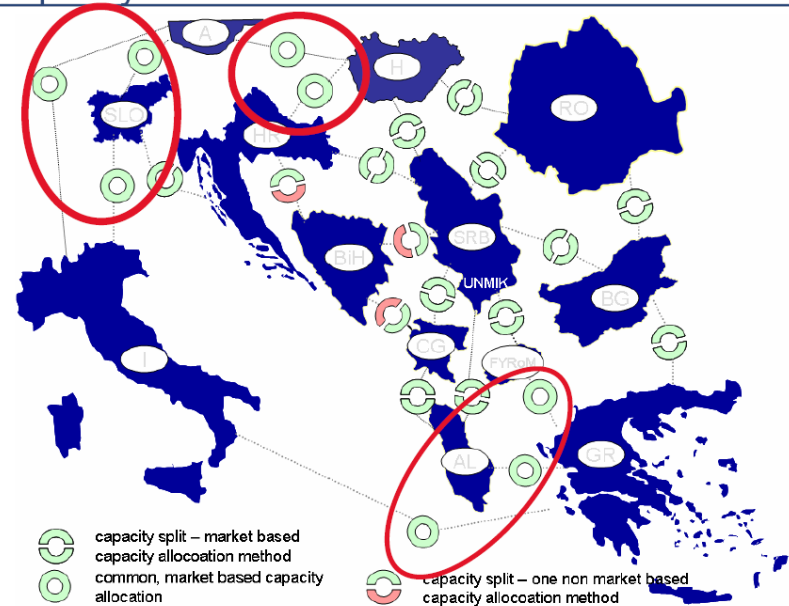 A
H
RO
SLO
HR
SRB
BiH
UNMIK
BG
CG
FYRoM
I
AL
GR
capacity split – market based
capacity allocoation method
common, market based capacity
allocation
capacity split – one non market based
capacity allocoation method